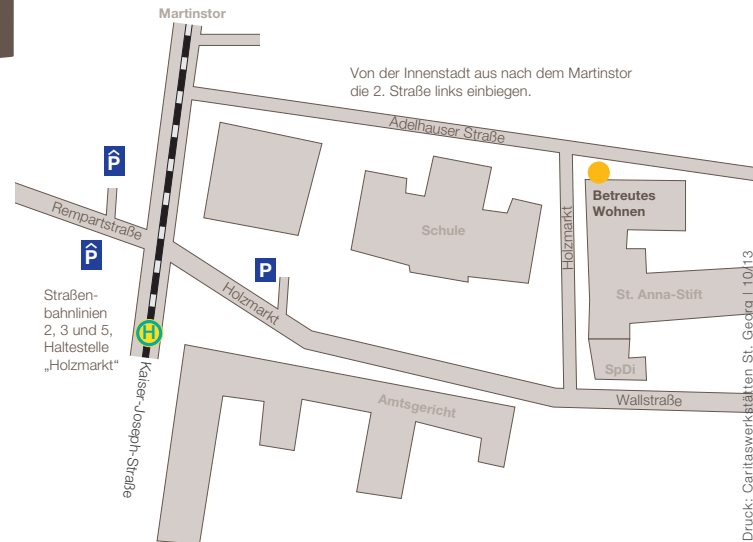 Martinstor
Von der Innenstadt aus nach dem Martinstor
die 2. Straße links einbiegen.
Adelhauser Straße
P
Rempartstraße
P
Betreutes
Wohnen
Schule
Holzmarkt
P
Holzmarkt
Straßen-
bahnlinien
2, 3 und 5,
Haltestelle
„Holzmarkt“
H
St. Anna-Stift
SpDi
Kaiser-Joseph-Straße
Amtsgericht
Wallstraße
Druck: Caritaswerkstätten St. Georg | 10/13